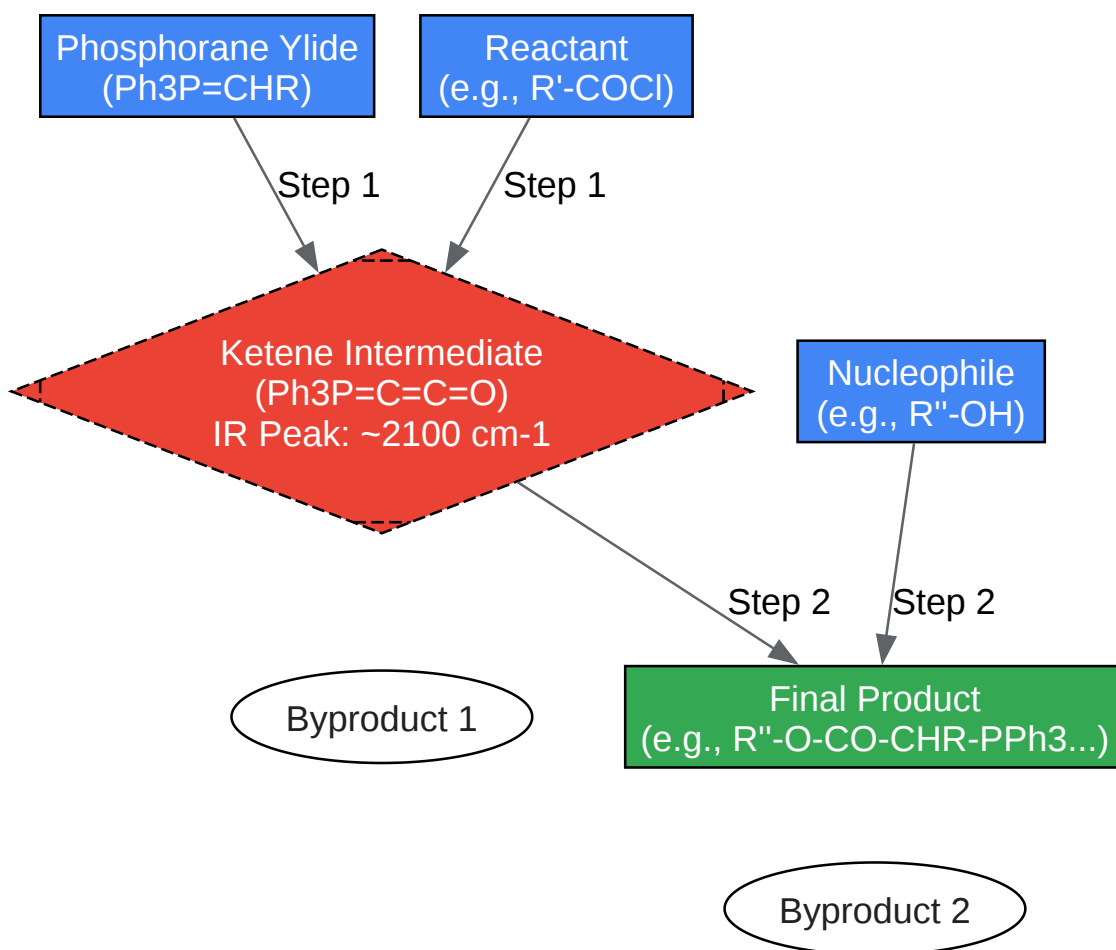 Phosphorane Ylide
(Ph3P=CHR)
Reactant
(e.g., R'-COCl)
Step 1
Step 1
Ketene Intermediate
(Ph3P=C=C=O)
IR Peak: ~2100 cm-1
Nucleophile
(e.g., R''-OH)
Step 2
Step 2
Byproduct 1
Final Product
(e.g., R''-O-CO-CHR-PPh3...)
Byproduct 2